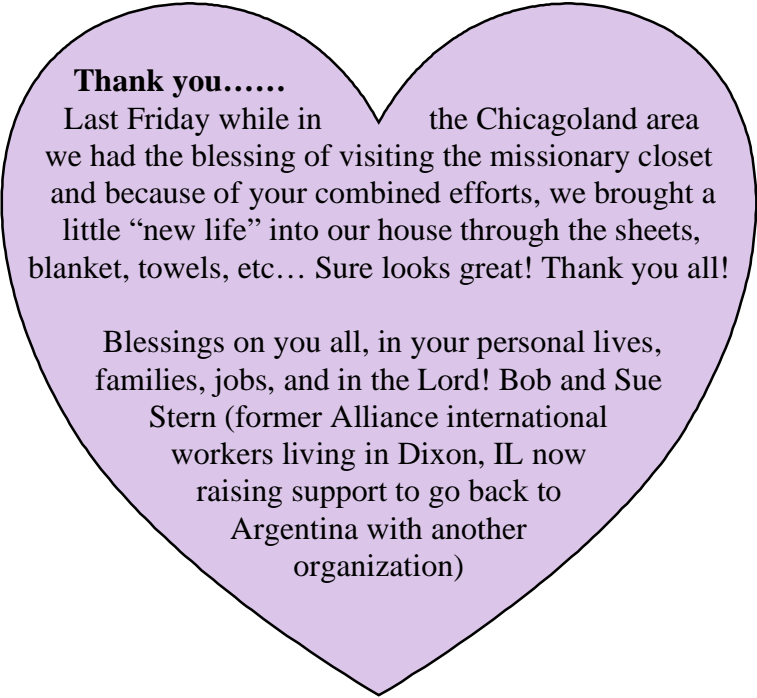 Thank you……
Last Friday while in the Chicagoland area
we had the blessing of visiting the missionary closet
and because of your combined efforts, we brought a
little “new life” into our house through the sheets,
blanket, towels, etc… Sure looks great! Thank you all!
Blessings on you all, in your personal lives,
families, jobs, and in the Lord! Bob and Sue
Stern (former Alliance international
workers living in Dixon, IL now
raising support to go back to
Argentina with another
organization)